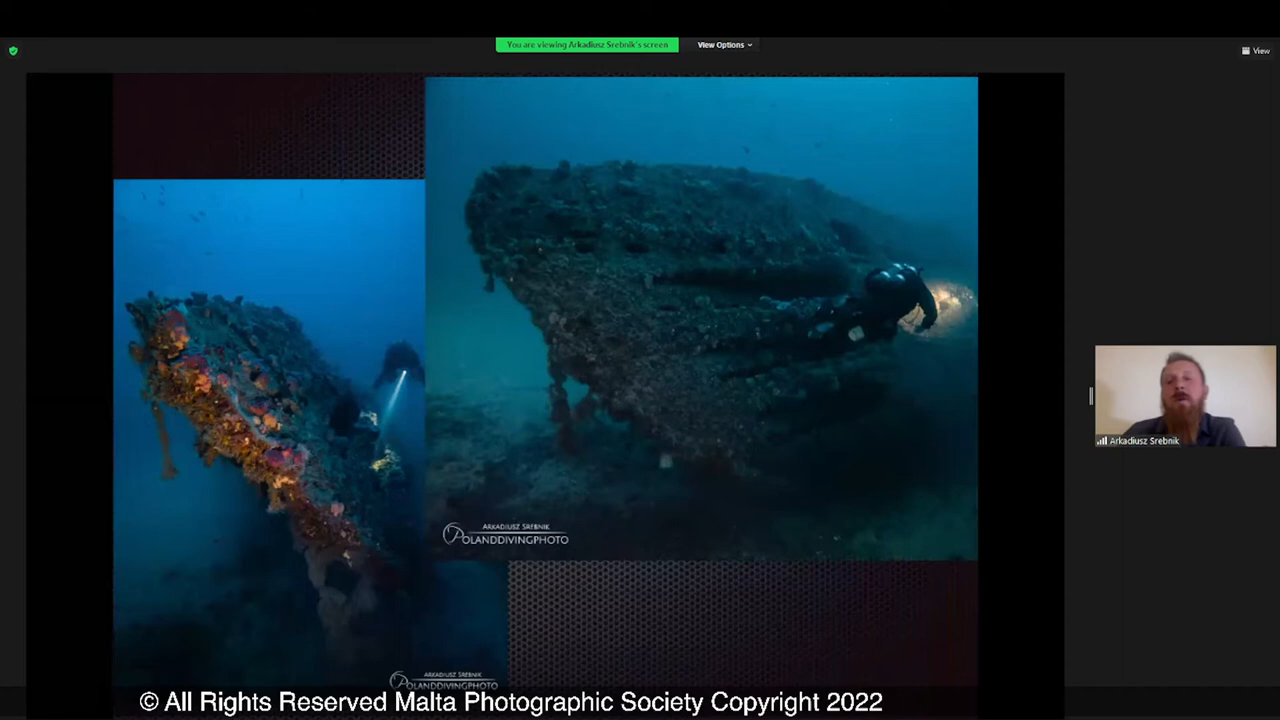 You are viewing Arkadiusz Srebnik's screen
View Options
View
ARKADIUSZ SREBNIK
POLANDDIVINGPHOTO
Arkadiusz Srebnik
ARKADIUSZ SREBNIK
POLANDDIVINGPHOTO
© All Rights Reserved Malta Photographic Society Copyright 2022